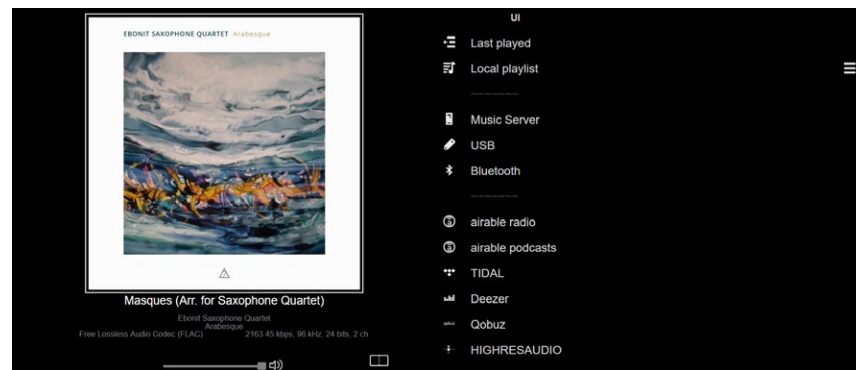 EBONIT SAXOPHONE QUARTET Arabesque
Masques (Arr. for Saxophone Quartet)
Ebonit Saxophone Quartet
Arabesque
Free Lossless Audio Codec (FLAC) 2163.45 kbps, 96 kHz, 24 bits, 2 ch
UI
Last played
Local playlist
~~~~~~~
Music Server
USB
Bluetooth
~~~~~~~
airable radio
airable podcasts
TIDAL
Deezer
Qobuz
HIGHRESAUDIO